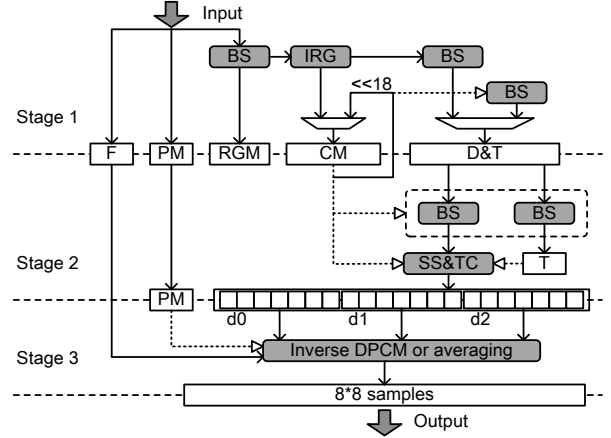 Input
BS IRG BS
<<18 BS
Stage 1
F PM RGM CM D&T
BS BS
Stage 2 SS&TC T
PM
d0 d1 d2
Stage 3 Inverse DPCM or averaging
8*8 samples
Output